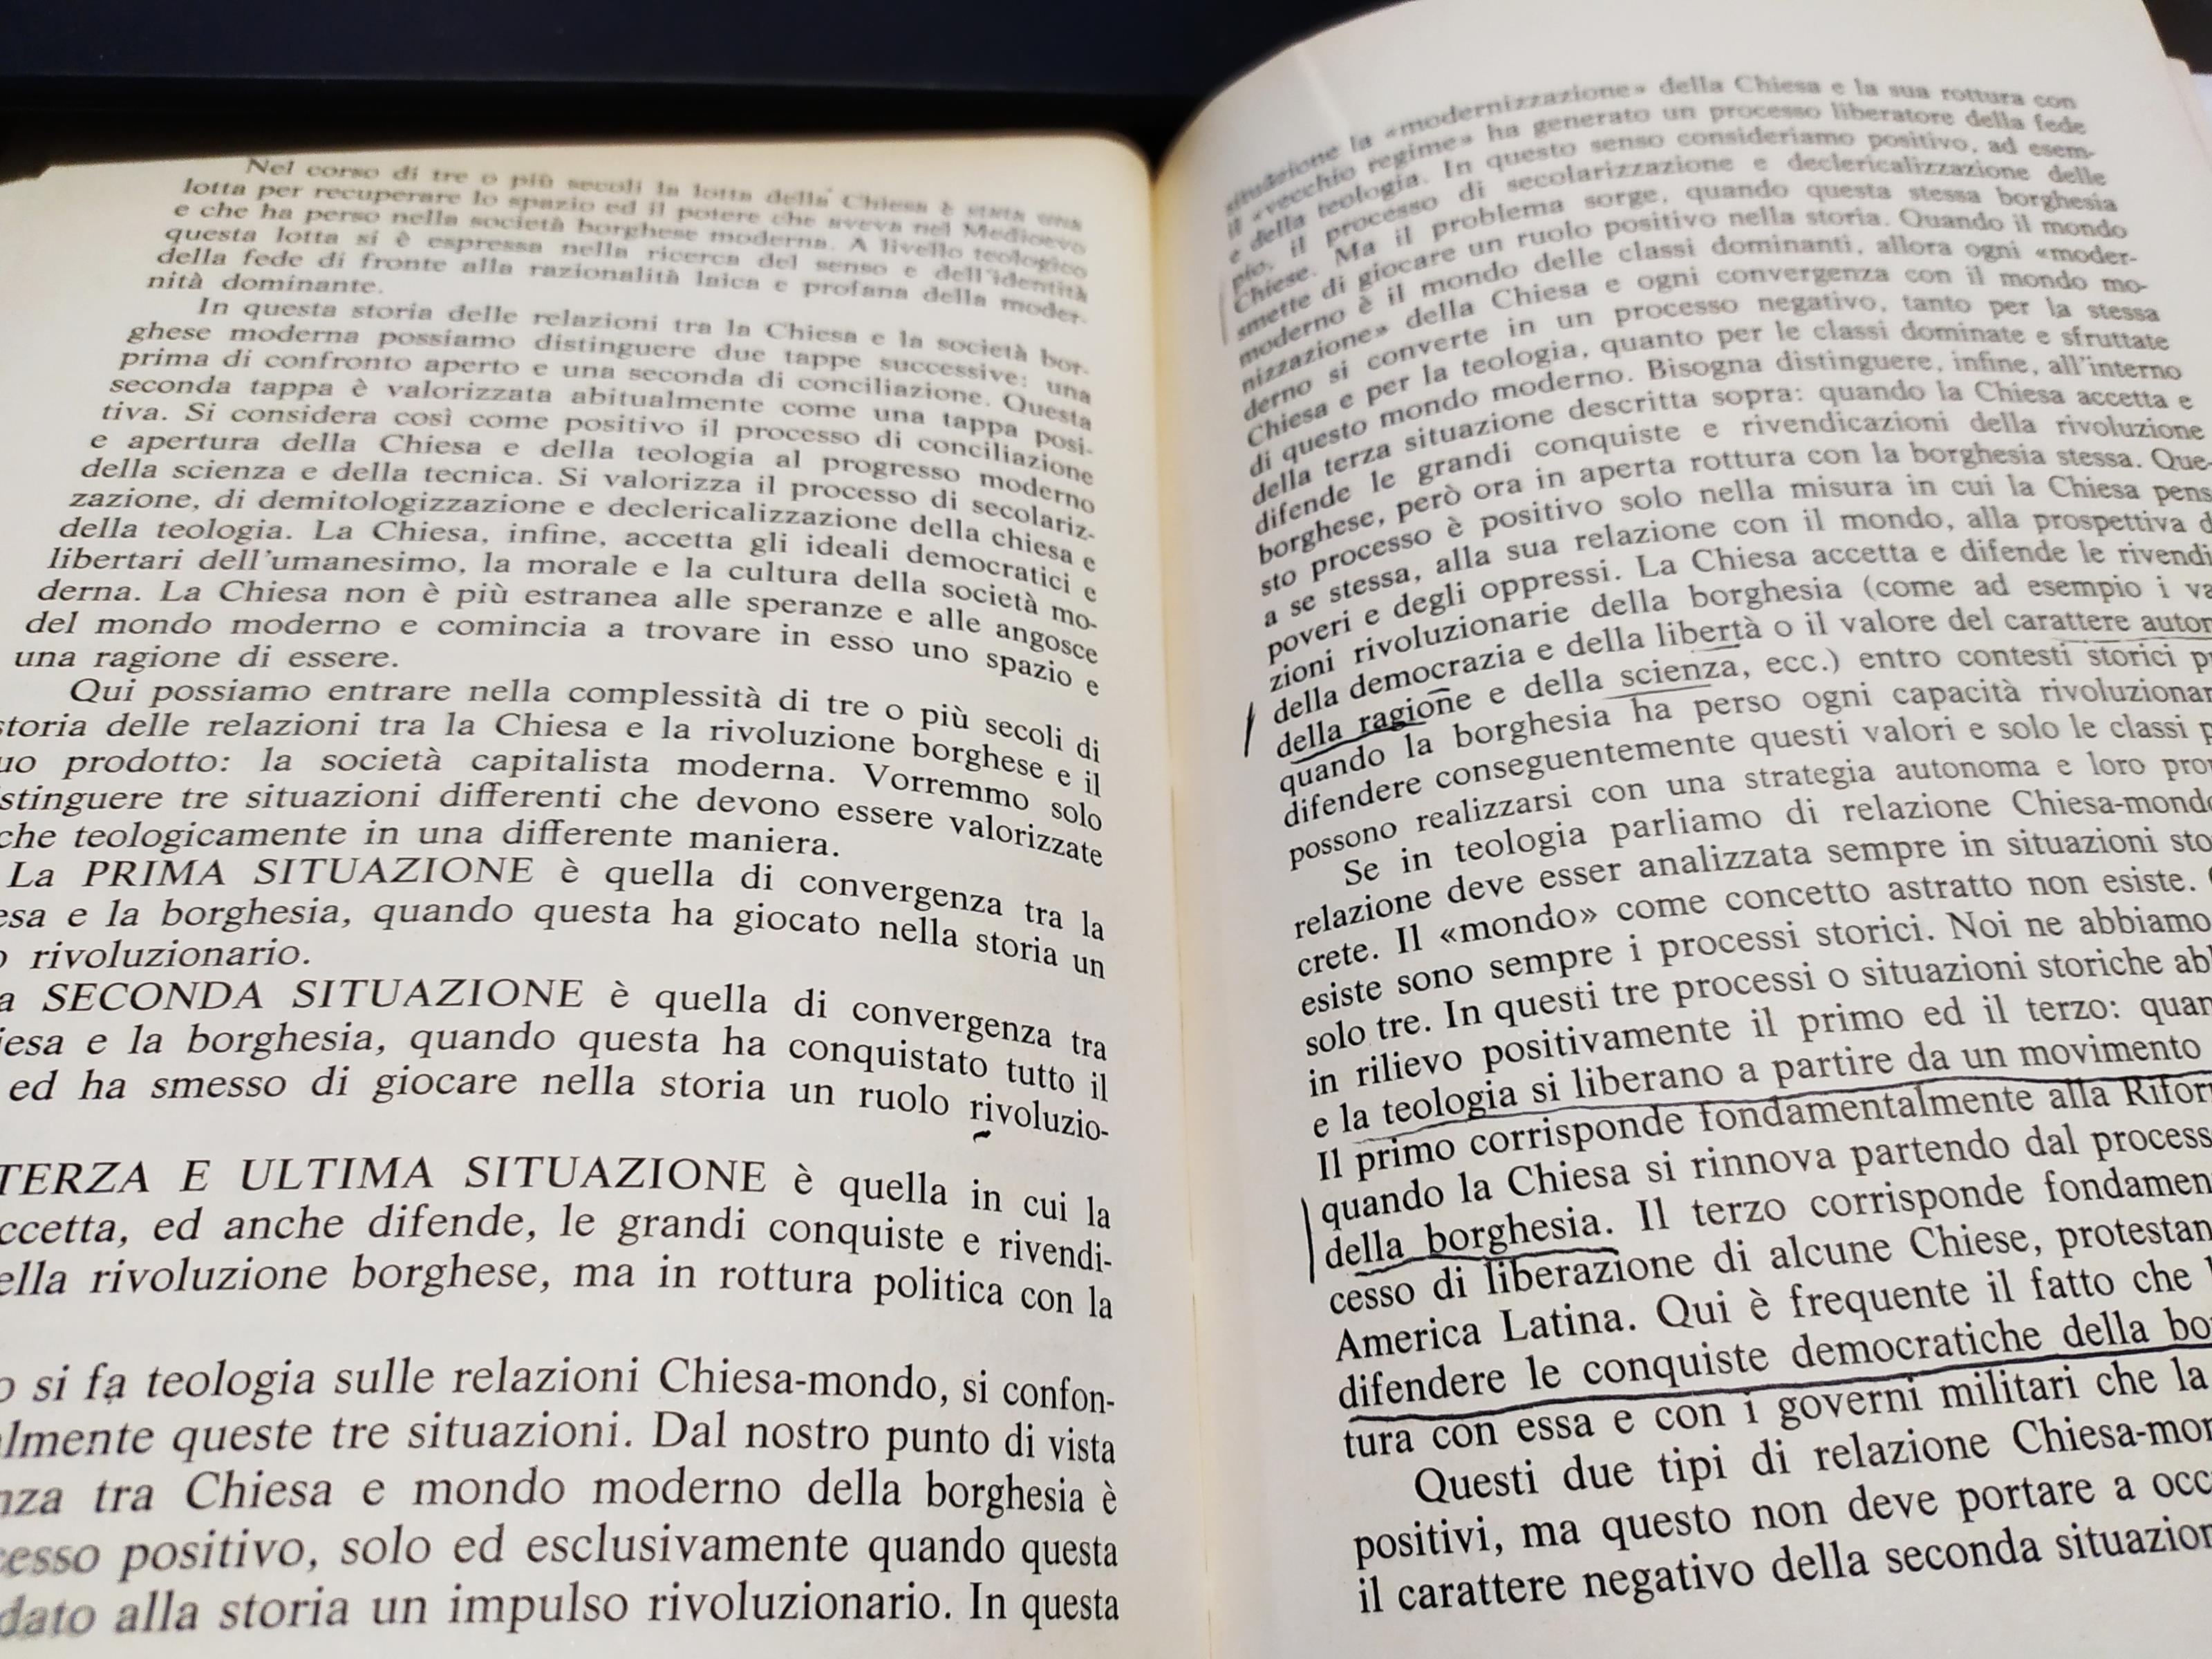 Nel corso di tre o più secoli la lotta della Chiesa è stata una
lotta per recuperare lo spazio ed il potere che aveva nel Medioevo
e che ha perso nella società borghese moderna. A livello teologico
questa lotta si è espressa nella ricerca del senso e dell'identità
della fede di fronte alla razionalità laica e profana della moder-
nità dominante.
In questa storia delle relazioni tra la Chiesa e la società bor-
ghese moderna possiamo distinguere due tappe successive: una
prima di confronto aperto e una seconda di conciliazione. Questa
seconda tappa è valorizzata abitualmente come una tappa posi-
tiva. Si considera così come positivo il processo di conciliazione
e apertura della Chiesa e della teologia al progresso moderno
della scienza e della tecnica. Si valorizza il processo di secolariz-
zazione, di demitologizzazione e declericalizzazione della chiesa e
della teologia. La Chiesa, infine, accetta gli ideali democratici e
libertari dell'umanesimo, la morale e la cultura della società mo-
derna. La Chiesa non è più estranea alle speranze e alle angosce
del mondo moderno e comincia a trovare in esso uno spazio e
una ragione di essere.
Qui possiamo entrare nella complessità di tre o più secoli di
storia delle relazioni tra la Chiesa e la rivoluzione borghese e il
uo prodotto: la società capitalista moderna. Vorremmo solo
istinguere tre situazioni differenti che devono essere valorizzate
che teologicamente in una differente maniera.
La PRIMA SITUAZIONE è quella di convergenza tra la
esa e la borghesia, quando questa ha giocato nella storia un
o rivoluzionario.
a SECONDA SITUAZIONE è quella di convergenza tra
iesa e la borghesia, quando questa ha conquistato tutto il
ed ha smesso di giocare nella storia un ruolo rivoluzio-
TERZA E ULTIMA SITUAZIONE è quella in cui la
ccetta, ed anche difende, le grandi conquiste e rivendi-
ella rivoluzione borghese, ma in rottura politica con la
o si fa teologia sulle relazioni Chiesa-mondo, si confon-
almente queste tre situazioni. Dal nostro punto di vista
nza tra Chiesa e mondo moderno della borghesia è
cesso positivo, solo ed esclusivamente quando questa
dato alla storia un impulso rivoluzionario. In questa
situazione la «modernizzazione» della Chiesa e la sua rottura con
il «vecchio regime» ha generato un processo liberatore della fede
e della teologia. In questo senso consideriamo positivo, ad esem-
pio, il processo di secolarizzazione e declericalizzazione delle
Chiese. Ma il problema sorge, quando questa stessa borghesia
smette di giocare un ruolo positivo nella storia. Quando il mondo
moderno è il mondo delle classi dominanti, allora ogni «moder-
nizzazione» della Chiesa e ogni convergenza con il mondo mo-
derno si converte in un processo negativo, tanto per la stessa
Chiesa e per la teologia, quanto per le classi dominate e sfruttate
di questo mondo moderno. Bisogna distinguere, infine, all'interno
della terza situazione descritta sopra: quando la Chiesa accetta e
difende le grandi conquiste e rivendicazioni della rivoluzione
borghese, però ora in aperta rottura con la borghesia stessa. Que-
sto processo è positivo solo nella misura in cui la Chiesa pens
a se stessa, alla sua relazione con il mondo, alla prospettiva d
poveri e degli oppressi. La Chiesa accetta e difende le rivendi
zioni rivoluzionarie della borghesia (come ad esempio i va
della democrazia e della libertà o il valore del carattere auton
della ragione e della scienza, ecc.) entro contesti storici p
quando la borghesia ha perso ogni capacità rivoluzionar
difendere conseguentemente questi valori e solo le classi p
possono realizzarsi con una strategia autonoma e loro pro
Se in teologia parliamo di relazione Chiesa-mondo
relazione deve esser analizzata sempre in situazioni sto
crete. Il «mondo» come concetto astratto non esiste.
esiste sono sempre i processi storici. Noi ne abbiamo
solo tre. In questi tre processi o situazioni storiche ab
in rilievo positivamente il primo ed il terzo: quan
e la teologia si liberano a partire da un movimento
Il primo corrisponde fondamentalmente alla Rifor
quando la Chiesa si rinnova partendo dal process
della borghesia. Il terzo corrisponde fondamen
cesso di liberazione di alcune Chiese, protestan
America Latina. Qui è frequente il fatto che l
difendere le conquiste democratiche della bo
tura con essa e con i governi militari che la
Questi due tipi di relazione Chiesa-mon
positivi, ma questo non deve portare a occ
il carattere negativo della seconda situazion